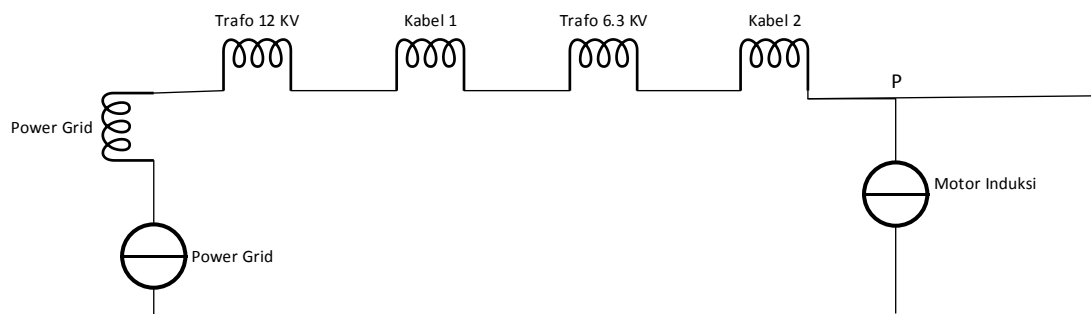 Trafo 12 KV
Kabel 1
Trafo 6.3 KV
Kabel 2
P
Power Grid
Motor Induksi
Power Grid